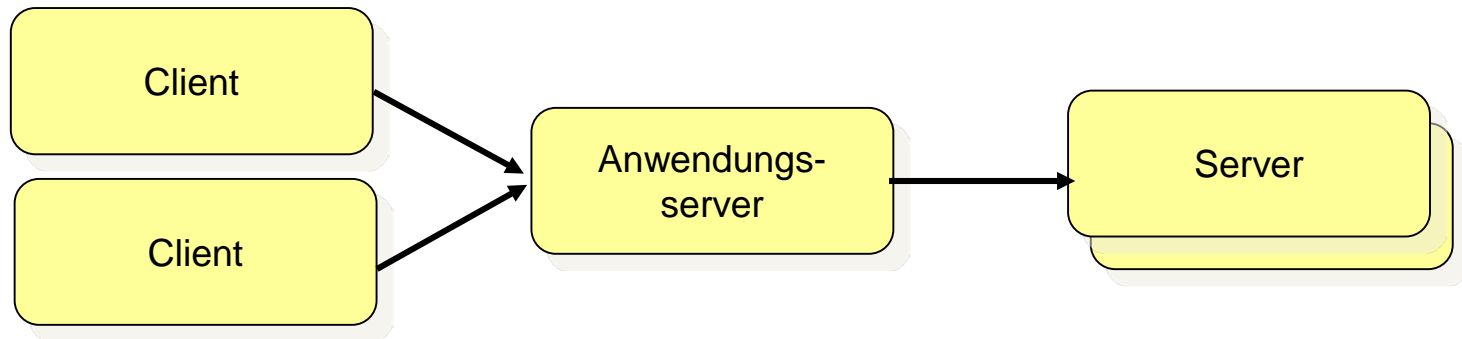 Client
Client
Anwendungs-
server
Server